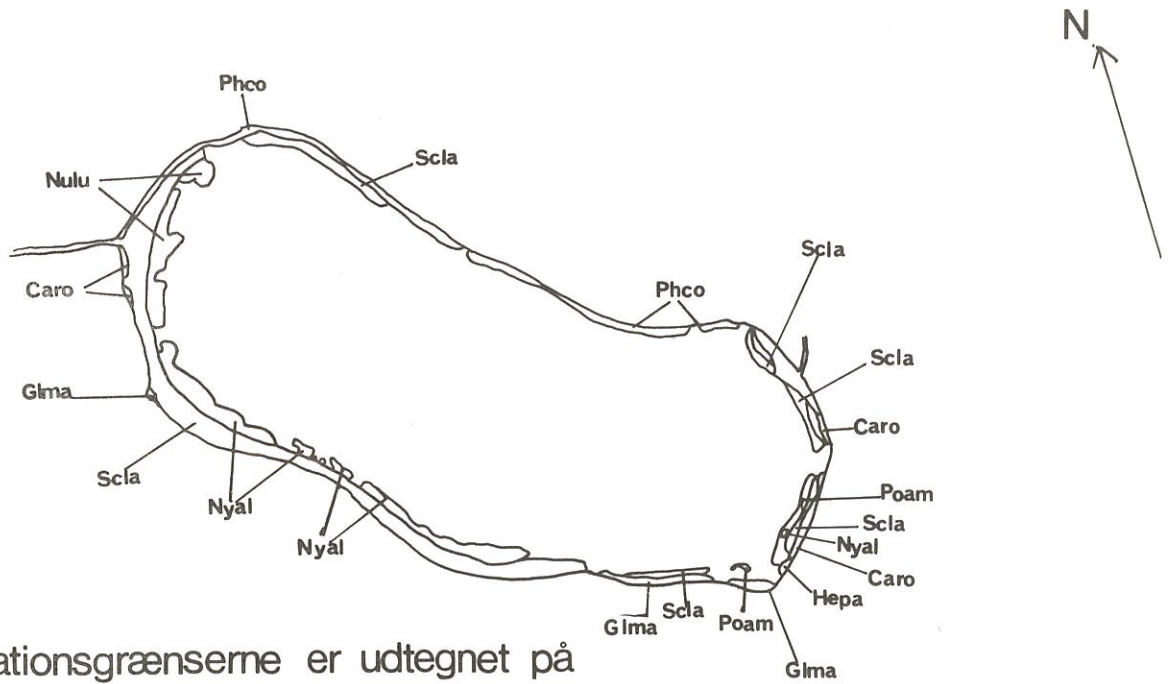 N
Phco
Scla
Nulu
Scla
Caro
Phco
Scla
Glma
Caro
Scla
Poam
Nyal
Scla
Nyal
Nyal
Caro
Hepa
Glma
Scla
Poam
ationsgrænserne er udtegnet på
Glma